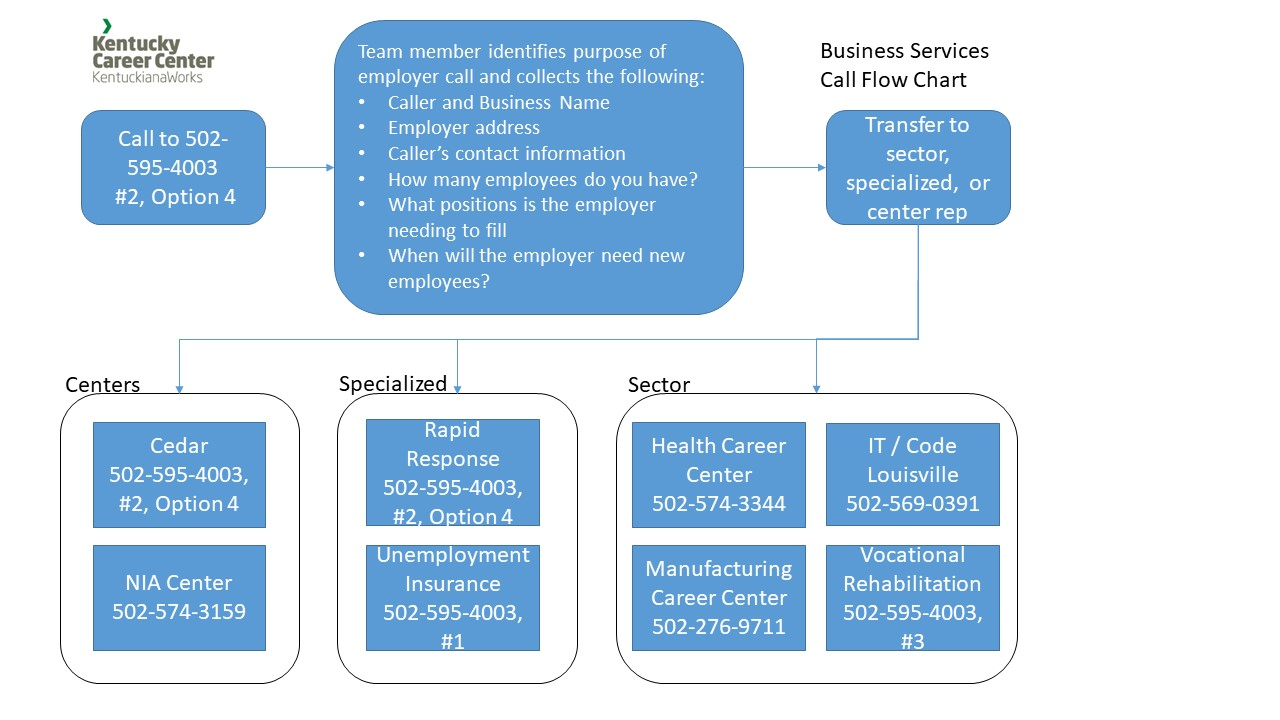 Kentucky
Career Center
KentuckianaWorks
Business Services
Call Flow Chart
Call to 502-
595-4003
#2, Option 4
Team member identifies purpose of
employer call and collects the following:
• Caller and Business Name
• Employer address
• Caller’s contact information
• How many employees do you have?
• What positions is the employer
needing to fill
• When will the employer need new
employees?
Transfer to
sector,
specialized, or
center rep
Centers
Cedar
502-595-4003,
#2, Option 4
NIA Center
502-574-3159
Specialized
Rapid
Response
502-595-4003,
#2, Option 4
Unemployment
Insurance
502-595-4003,
#1
Sector
Health Career
Center
502-574-3344
IT / Code
Louisville
502-569-0391
Manufacturing
Career Center
502-276-9711
Vocational
Rehabilitation
502-595-4003,
#3